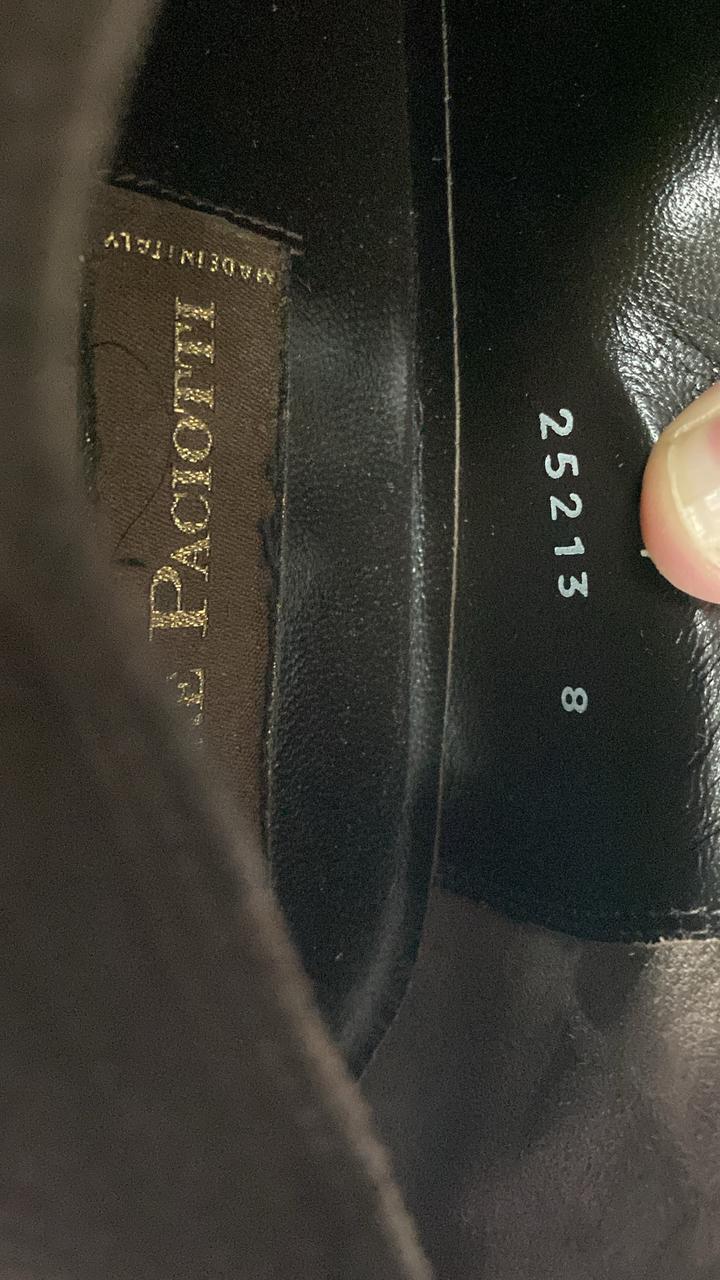 E PACIOTTI
MADE IN ITALY
25213 8